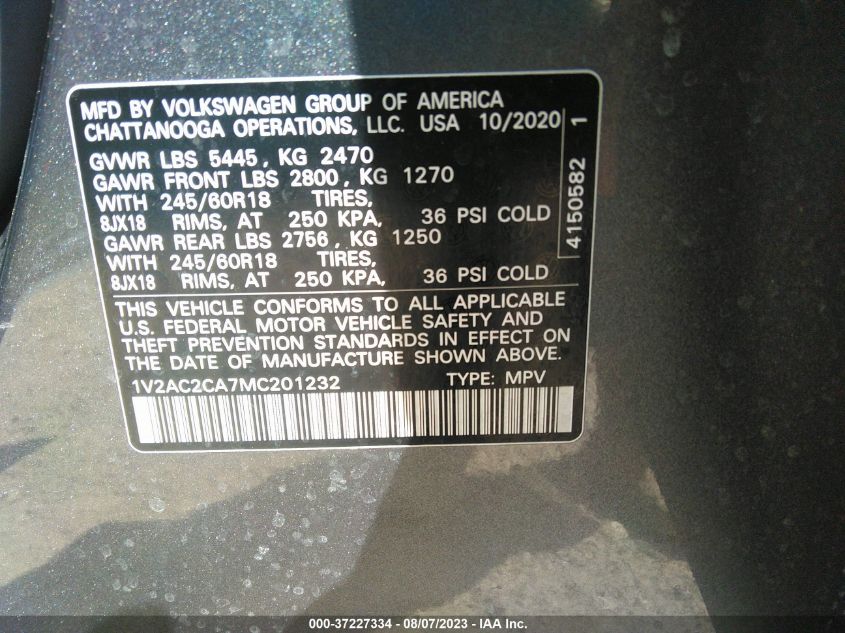 MFD BY VOLKSWAGEN GROUP OF AMERICA
CHATTANOOGA OPERATIONS, LLC. USA 10/2020
GVWR LBS 5445, KG 2470
GAWR FRONT LBS 2800, KG 1270
WITH 245/60R18 TIRES,
8JX18 RIMS, AT 250 KPA, 36 PSI COLD
GAWR REAR LBS 2756, KG 1250
WITH 245/60R18 TIRES,
8JX18 RIMS, AT 250 KPA, 36 PSI COLD
4150582 1
THIS VEHICLE CONFORMS TO ALL APPLICABLE
U.S. FEDERAL MOTOR VEHICLE SAFETY AND
THEFT PREVENTION STANDARDS IN EFFECT ON
THE DATE OF MANUFACTURE SHOWN ABOVE.
1V2AC2CA7MC201232 TYPE: MPV
000-37227334 - 08/07/2023 - IAA Inc.